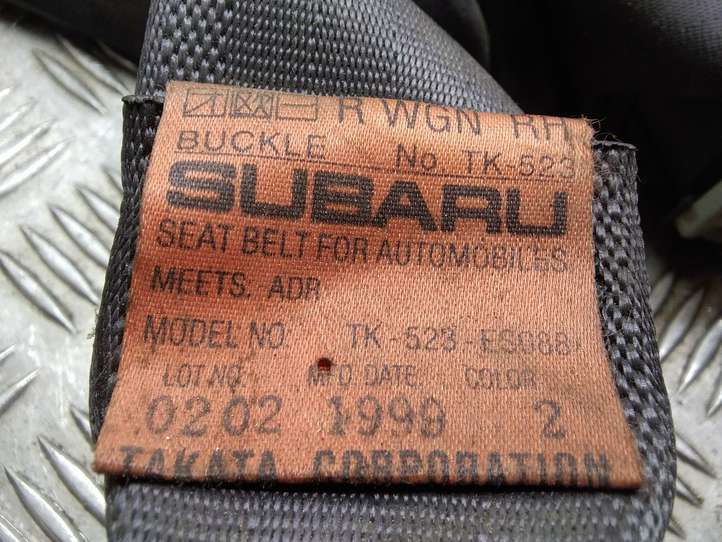 R WGN RH
BUCKLE No. TK-523
SUBARU
SEAT BELT FOR AUTOMOBILES
MEETS. ADR
MODEL NO TK-523-ES088
LOT.NO. MFD. DATE COLOR
0202 1999 2
TAKATA CORPORATION